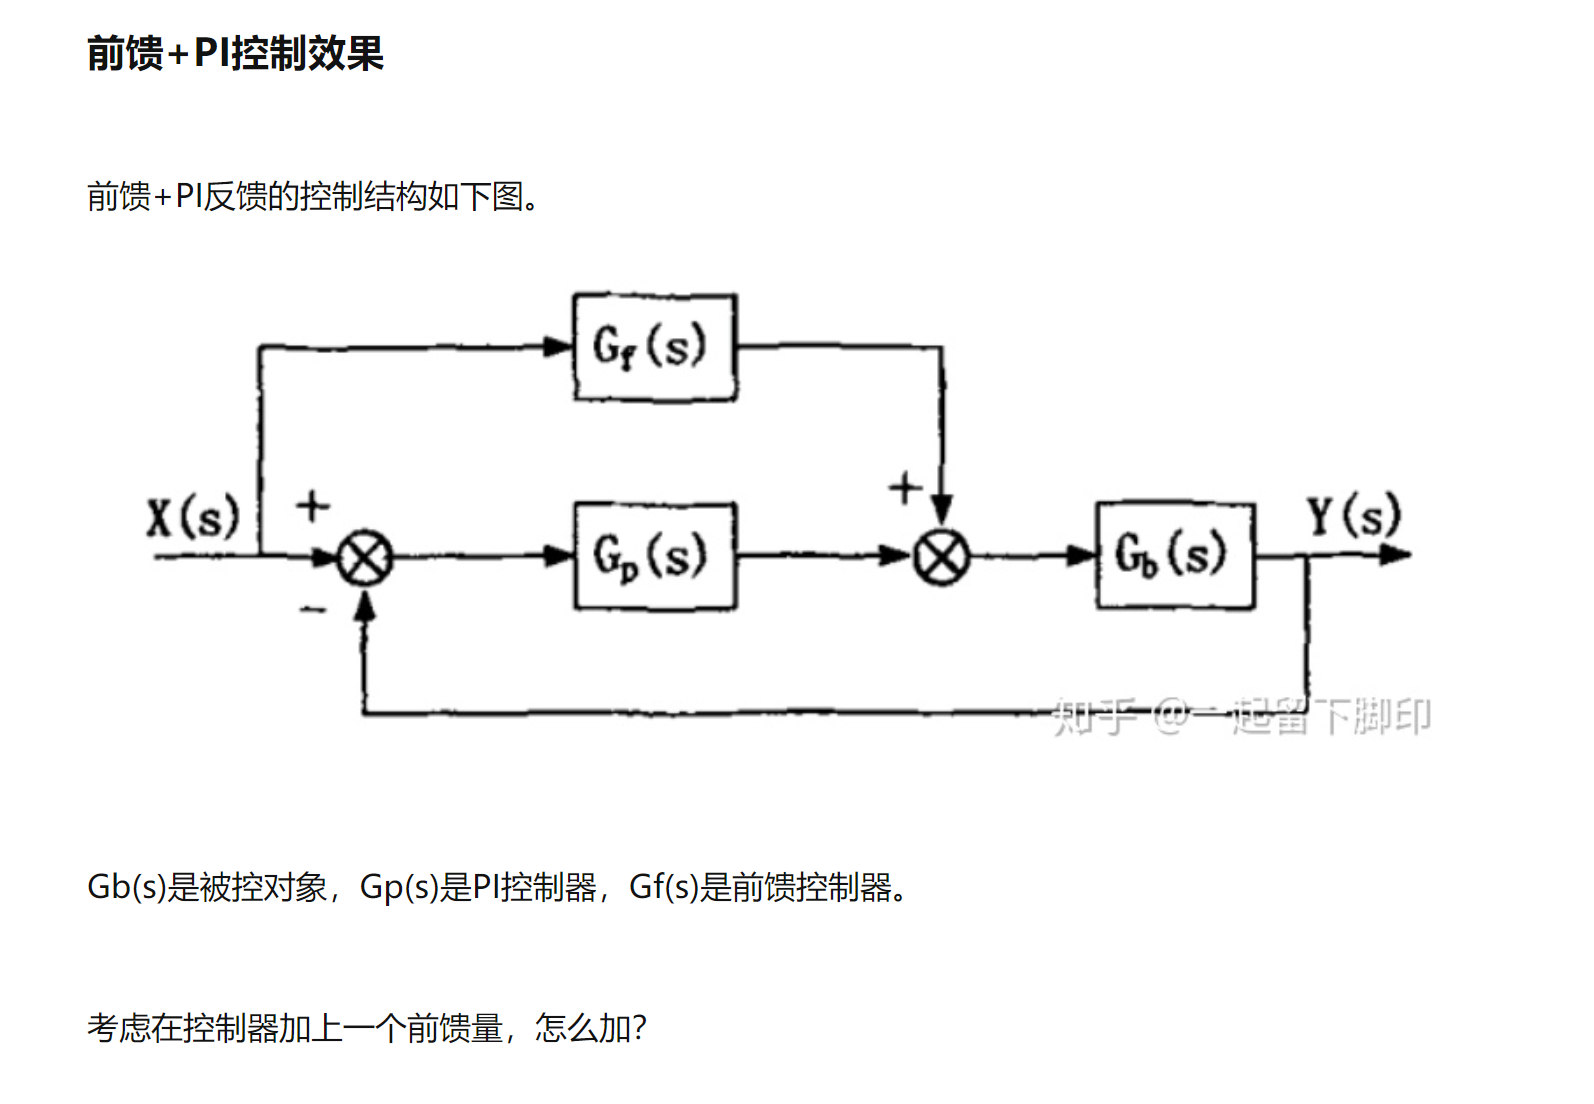 前馈+PI控制效果
前馈+PI反馈的控制结构如下图。
Gf(s)
X(s)
+
+
Gp(s)
Gb(s)
Y(s)
−
知乎 @一起留下脚印
Gb(s)是被控对象，Gp(s)是PI控制器，Gf(s)是前馈控制器。
考虑在控制器加上一个前馈量，怎么加？